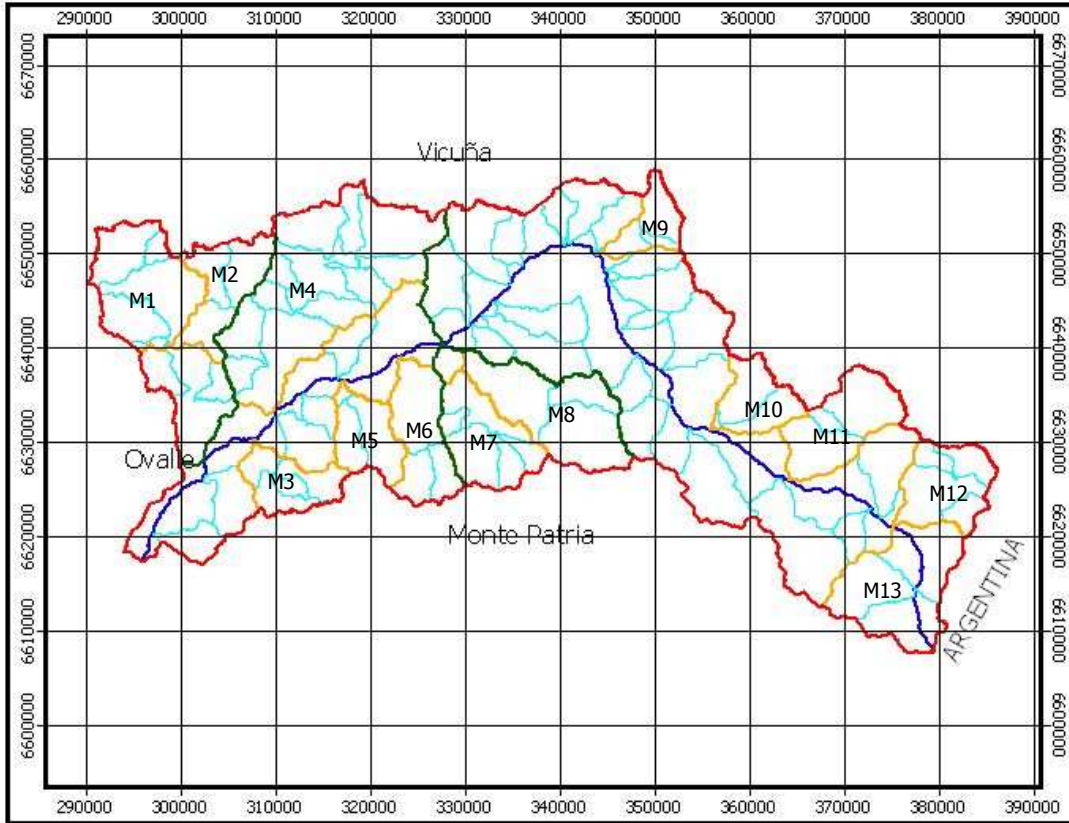 290000 300000 310000 320000 330000 340000 350000 360000 370000 380000 390000
6670000 6670000
Vicuña
6660000 6660000
M9
6650000 6650000
M2
M4
M1
6640000 6640000
M8 M10
M11
6630000 6630000
M6
M5 M7
Ovalle
M3
M12
6620000 6620000
Monte Patria
M13
ARGENTINA
6610000 6610000
6600000 6600000
290000 300000 310000 320000 330000 340000 350000 360000 370000 380000 390000